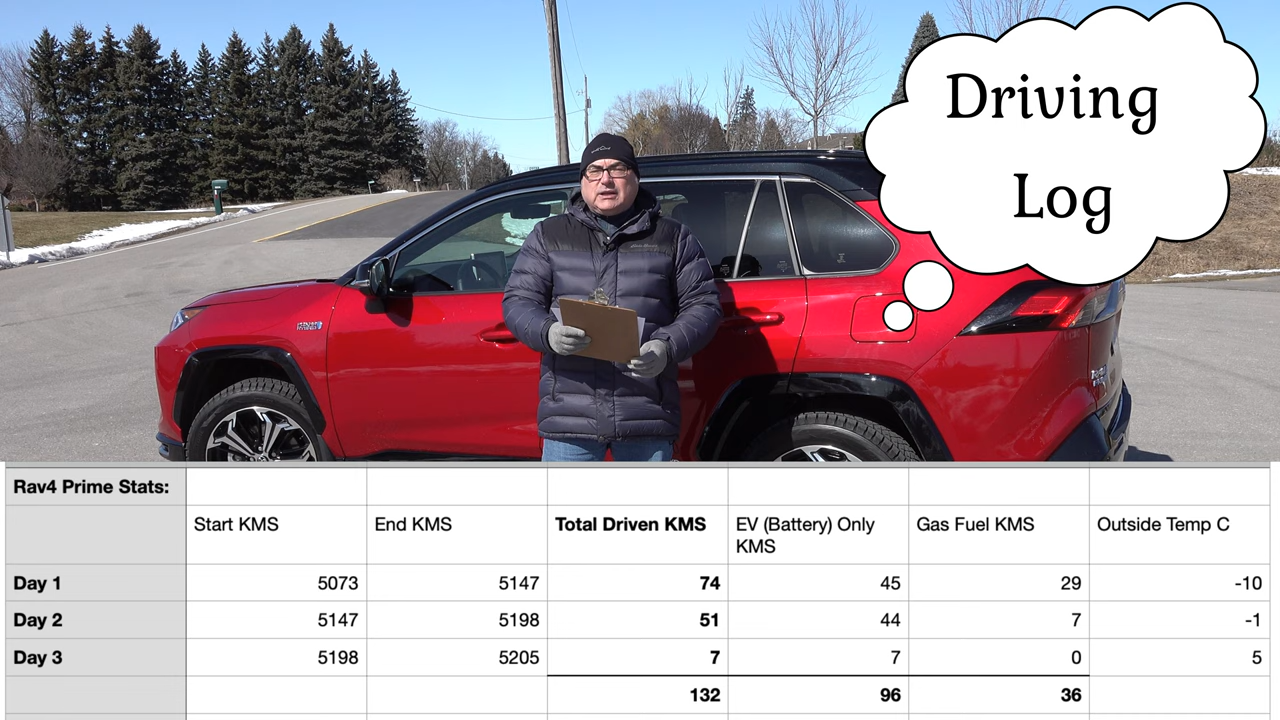 Driving
Log
Rav4 Prime Stats:
Start KMS End KMS Total Driven KMS EV (Battery) Only KMS Gas Fuel KMS Outside Temp C
Day 1 5073 5147 74 45 29 -10
Day 2 5147 5198 51 44 7 -1
Day 3 5198 5205 7 7 0 5
132 96 36